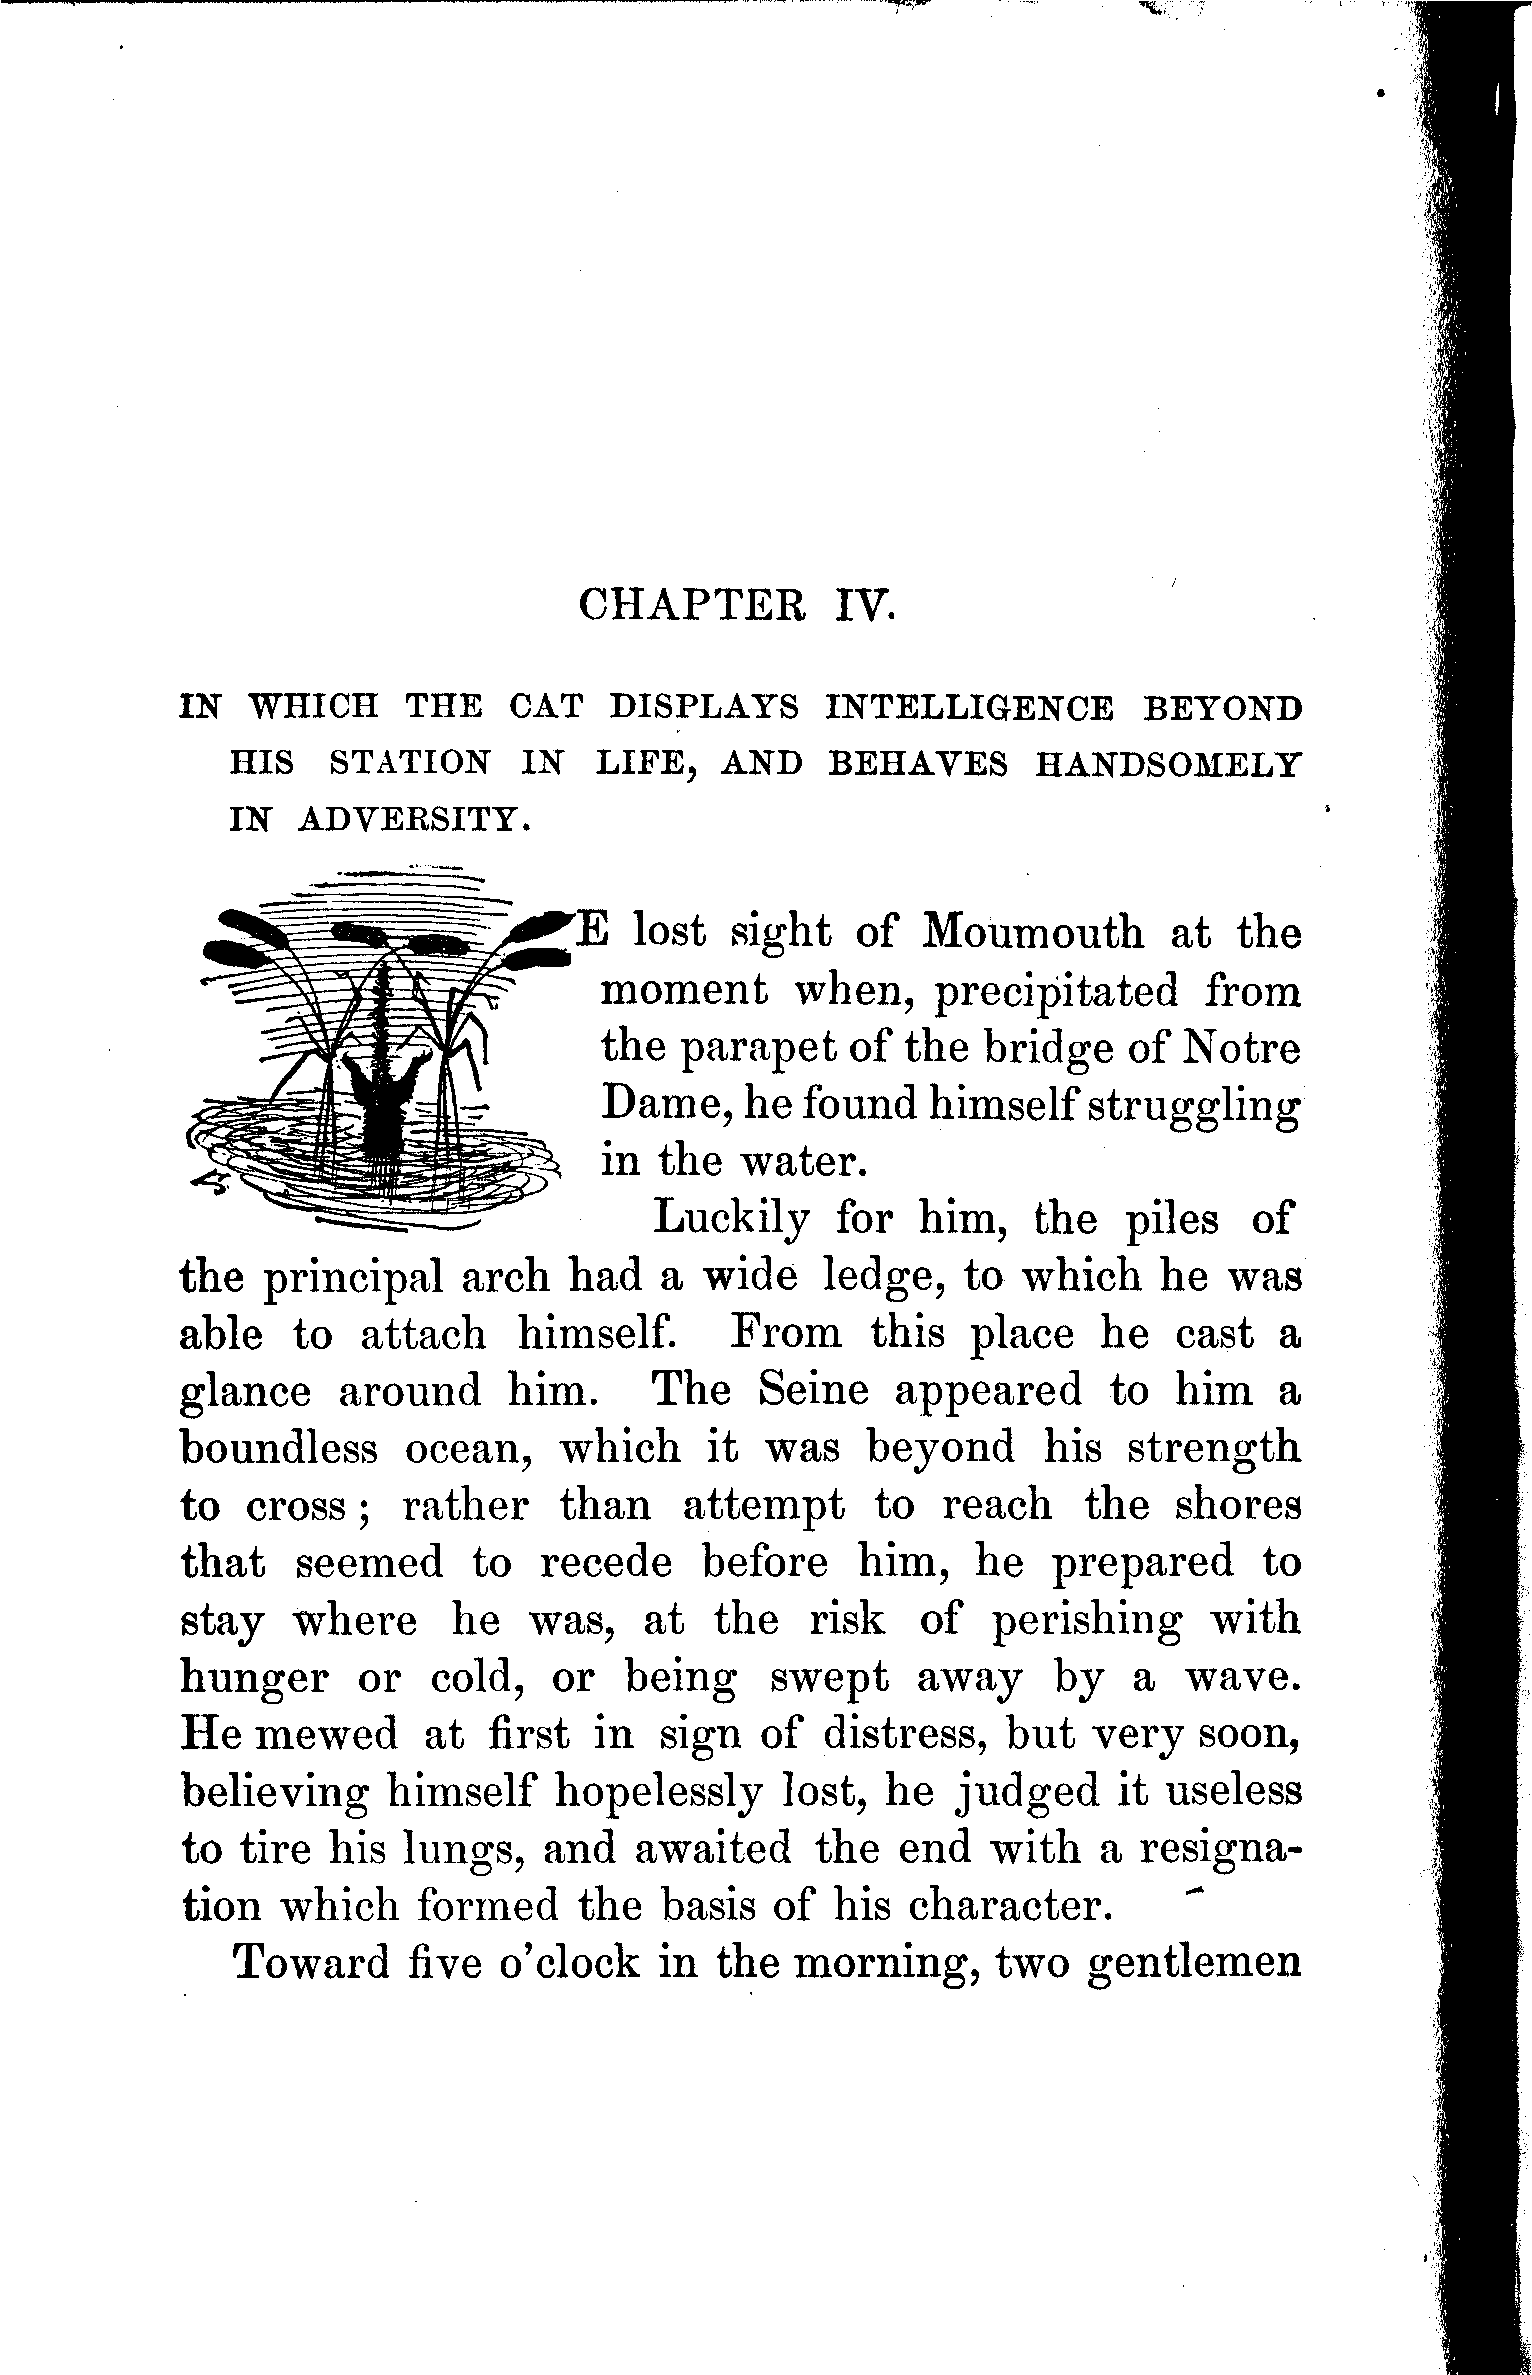 CHAPTER IV.
IN WHICH THE CAT DISPLAYS INTELLIGENCE BEYOND
HIS STATION IN LIFE, AND BEHAVES HANDSOMELY
IN ADVERSITY.
WE lost sight of Moumouth at the
moment when, precipitated from
the parapet of the bridge of Notre
Dame, he found himself struggling
in the water.
Luckily for him, the piles of
the principal arch had a wide ledge, to which he was
able to attach himself. From this place he cast a
glance around him. The Seine appeared to him a
boundless ocean, which it was beyond his strength
to cross; rather than attempt to reach the shores
that seemed to recede before him, he prepared to
stay where he was, at the risk of perishing with
hunger or cold, or being swept away by a wave.
He mewed at first in sign of distress, but very soon,
believing himself hopelessly lost, he judged it useless
to tire his lungs, and awaited the end with a resigna-
tion which formed the basis of his character.
Toward five o'clock in the morning, two gentlemen